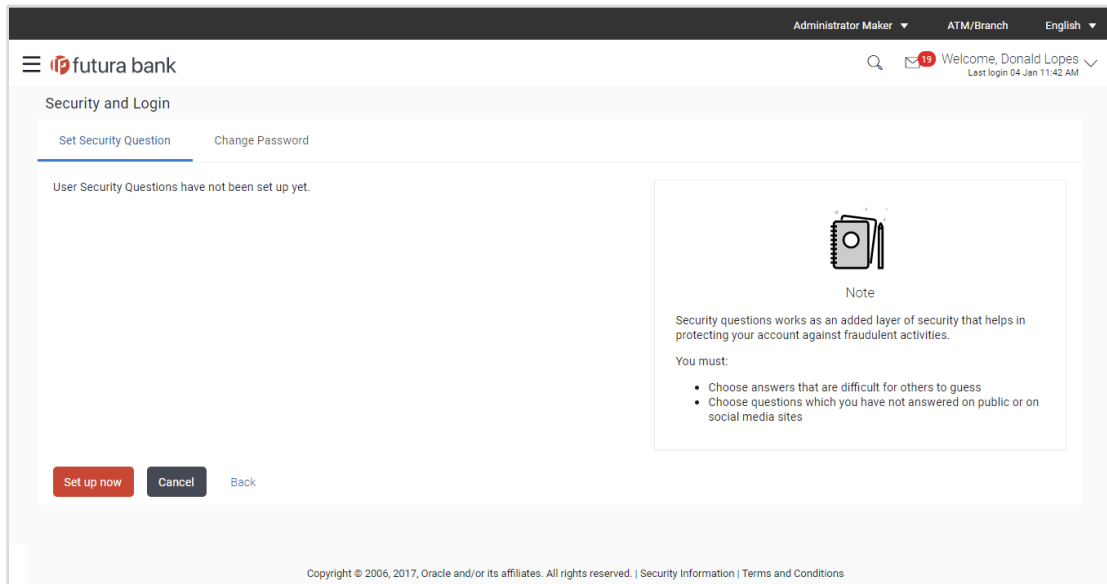 Administrator Maker ATM/Branch English
futura bank 19 Welcome, Donald Lopes
Last login 04 Jan 11:42 AM
Security and Login
Set Security Question Change Password
User Security Questions have not been set up yet.
Note
Security questions works as an added layer of security that helps in
protecting your account against fraudulent activities.
You must:
Choose answers that are difficult for others to guess
Choose questions which you have not answered on public or on
social media sites
Set up now Cancel Back
Copyright © 2006, 2017, Oracle and/or its affiliates. All rights reserved. | Security Information | Terms and Conditions